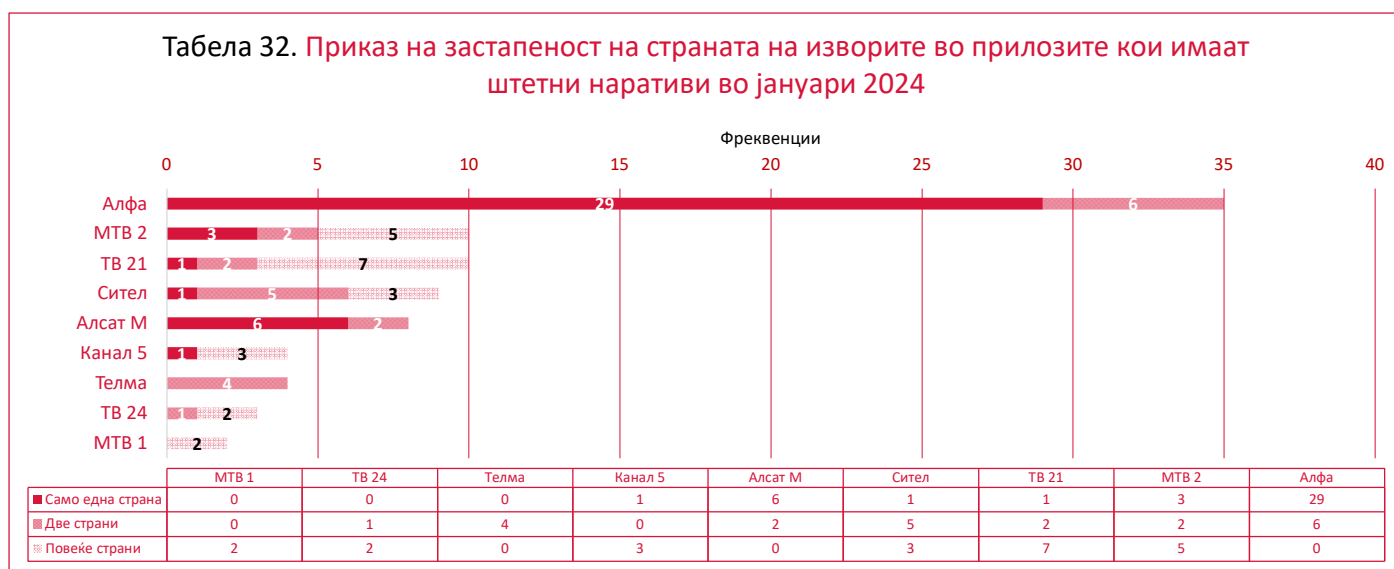 Табела 32. Приказ на застапеност на страната на изворите во прилозите кои имаат
штетни наративи во јануари 2024
Фреквенции
0 5 10 15 20 25 30 35 40
Алфа 29 6
МТВ 2 3 2 5
ТВ 21 1 2 7
Сител 1 5 3
Алсат М 6 2
Канал 5 1 3
Телма 4
ТВ 24 1 2
МТВ 1 2
МТВ 1 ТВ 24 Телма Канал 5 Алсат М Сител ТВ 21 МТВ 2 Алфа
Само една страна 0 0 0 1 6 1 1 3 29
Две страни 0 1 4 0 2 5 2 2 6
Повеќе страни 2 2 0 3 0 3 7 5 0